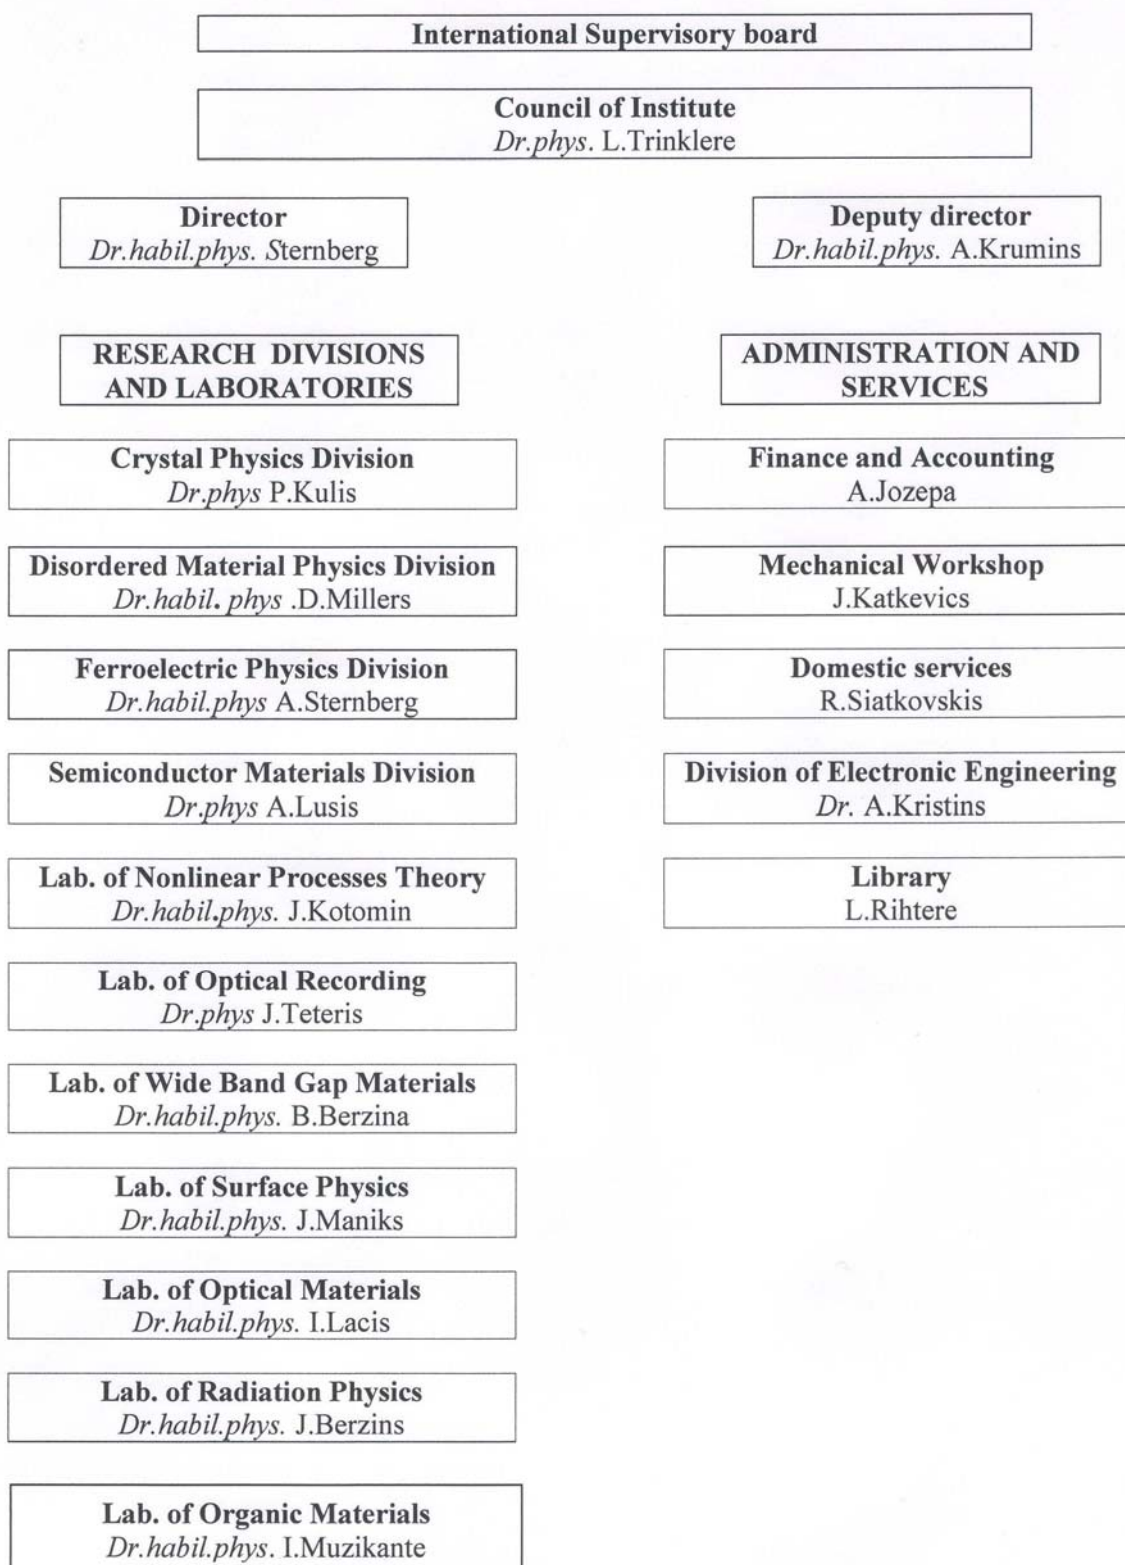 International Supervisory board
Council of Institute
Dr.phys. L.Trinklere
Director
Dr.habil.phys. Sternberg
Deputy director
Dr.habil.phys. A.Krumins
RESEARCH DIVISIONS
AND LABORATORIES
ADMINISTRATION AND
SERVICES
Crystal Physics Division
Dr.phys P.Kulis
Disordered Material Physics Division
Dr.habil. phys .D.Millers
Ferroelectric Physics Division
Dr.habil.phys A.Sternberg
Semiconductor Materials Division
Dr.phys A.Lusis
Lab. of Nonlinear Processes Theory
Dr.habil.phys. J.Kotomin
Lab. of Optical Recording
Dr.phys J.Teteris
Lab. of Wide Band Gap Materials
Dr.habil.phys. B.Berzina
Lab. of Surface Physics
Dr.habil.phys. J.Maniks
Lab. of Optical Materials
Dr.habil.phys. I.Lacis
Lab. of Radiation Physics
Dr.habil.phys. J.Berzins
Lab. of Organic Materials
Dr.habil.phys. I.Muzikante
Finance and Accounting
A.Jozepa
Mechanical Workshop
J.Katkevics
Domestic services
R.Siatkovskis
Division of Electronic Engineering
Dr. A.Kristins
Library
L.Rihtere